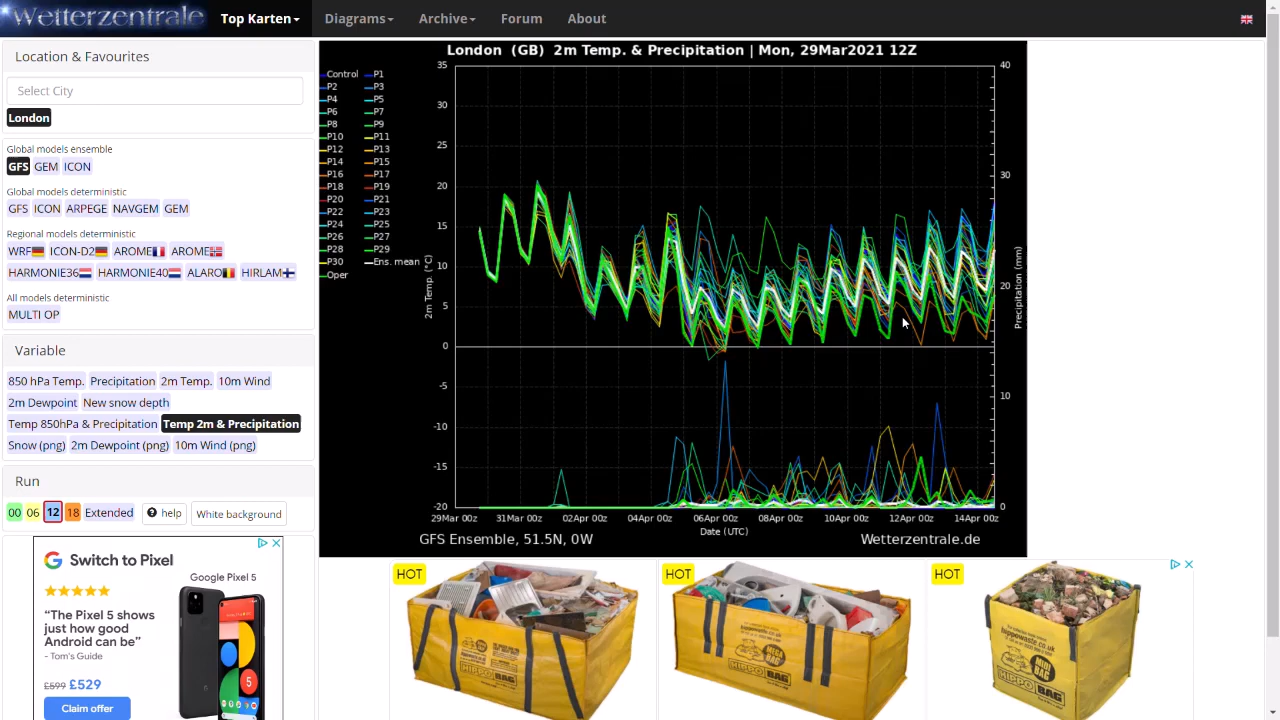 Wetterzentrale
Top Karten
Diagrams
Archive
Forum
About
Location & Favourites
Select City
London
Global models ensemble
GFS GEM ICON
Global models deterministic
GFS ICON ARPEGE NAVGEM GEM
Regional models deterministic
WRF ICON-D2 AROME AROME
HARMONIE36 HARMONIE40 ALARO HIRLAM
All models deterministic
MULTI OP
Variable
850 hPa Temp. Precipitation 2m Temp. 10m Wind
2m Dewpoint New snow depth
Temp 850hPa & Precipitation Temp 2m & Precipitation
Snow (png) 2m Dewpoint (png) 10m Wind (png)
Run
00 06 12 18 Extended help White background
London (GB) 2m Temp. & Precipitation | Mon, 29Mar2021 12Z
Control P1
P2 P3
P4 P5
P6 P7
P8 P9
P10 P11
P12 P13
P14 P15
P16 P17
P18 P19
P20 P21
P22 P23
P24 P25
P26 P27
P28 P29
P30 Ens. mean
Oper
2m Temp. (°C)
35
30
25
20
15
10
5
0
-5
-10
-15
-20
40
30
20
10
0
Precipitation (mm)
29Mar 00z 31Mar 00z 02Apr 00z 04Apr 00z 06Apr 00z 08Apr 00z 10Apr 00z 12Apr 00z 14Apr 00z
Date (UTC)
GFS Ensemble, 51.5N, 0W
Wetterzentrale.de
Switch to Pixel
Google Pixel 5
“The Pixel 5 shows
just how good
Android can be”
- Tom's Guide
£599 £529
Claim offer
HOT
HIPPOBAG
HOT
MEGA
BAG
HIPPOBAG
HOT
hippowaste.co.uk
MINI
BAG
HIPPOBAG